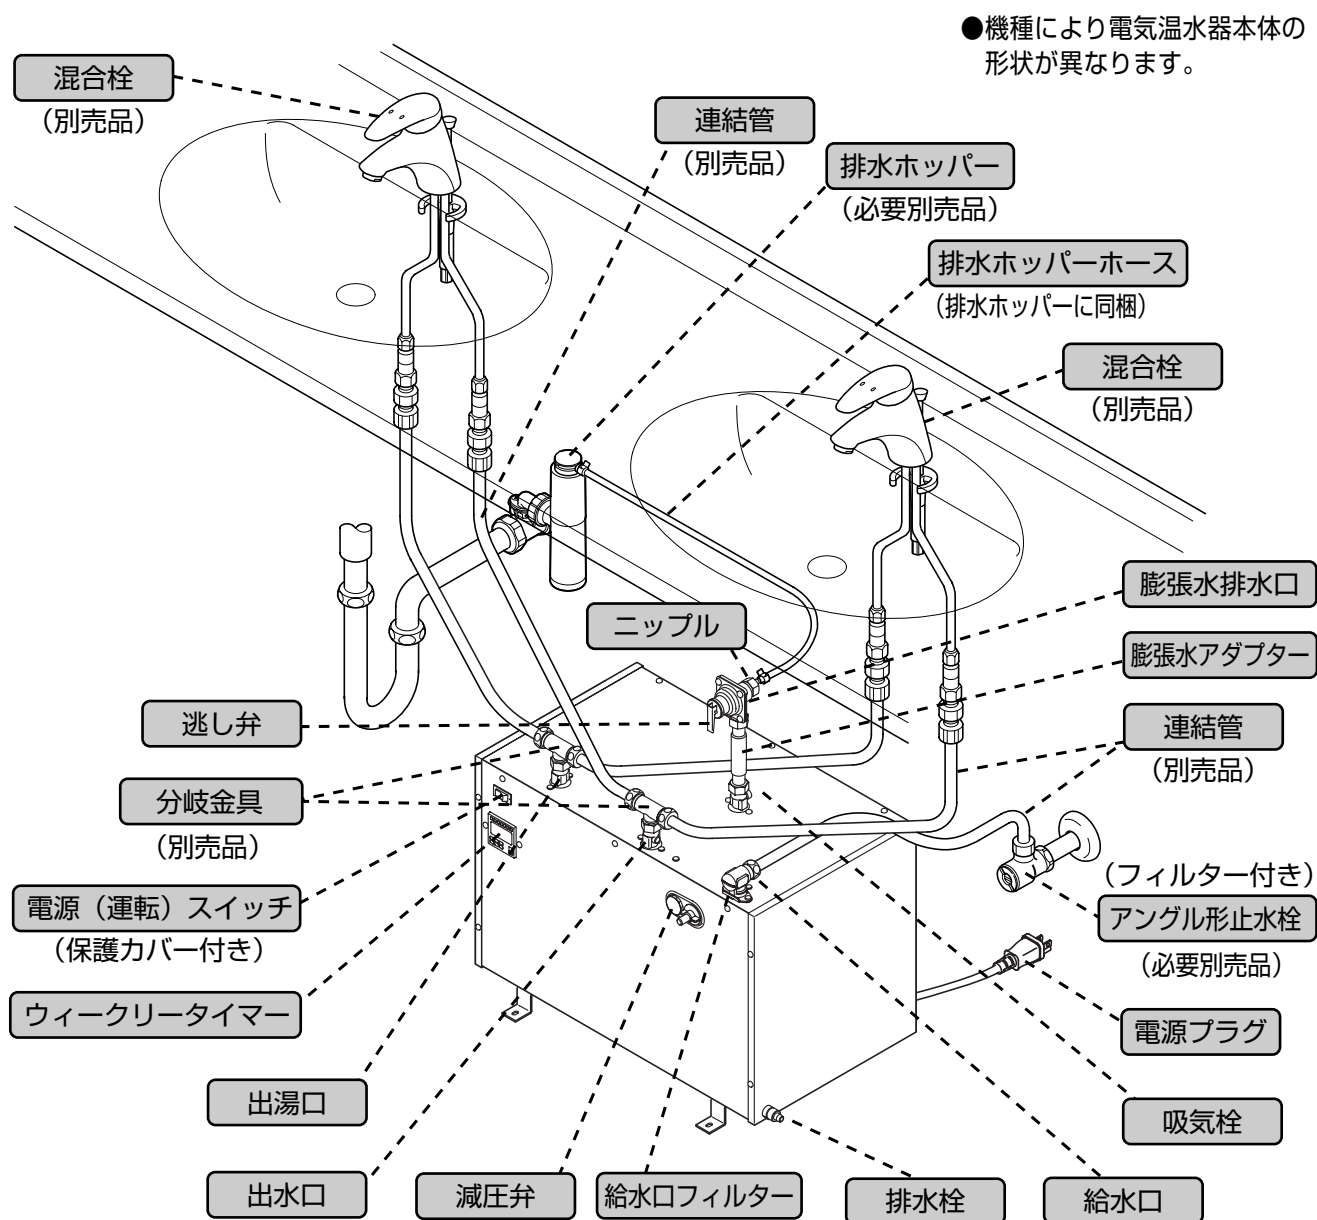 ●機種により電気温水器本体の
形状が異なります。
混合栓
(別売品)
連結管
(別売品)
排水ホッパー
(必要別売品)
排水ホッパーホース
(排水ホッパーに同梱)
混合栓
(別売品)
膨張水排水口
ニップル
膨張水アダプター
逃し弁
連結管
(別売品)
分岐金具
(別売品)
(フィルター付き)
アングル形止水栓
(必要別売品)
電源（運転）スイッチ
(保護カバー付き)
ウィークリータイマー
電源プラグ
出湯口
吸気栓
出水口
減圧弁
給水口フィルター
排水栓
給水口